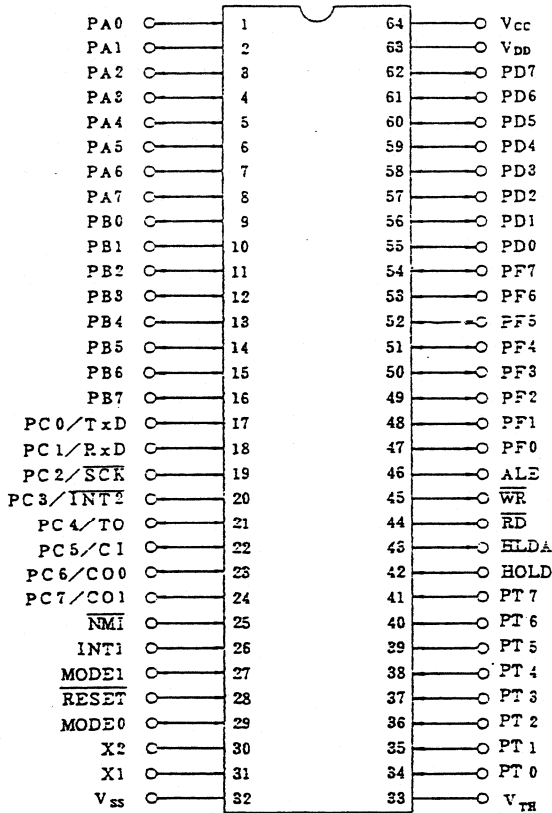 PA0 1 64 VCC
PA1 2 63 VDD
PA2 3 62 PD7
PA3 4 61 PD6
PA4 5 60 PD5
PA5 6 59 PD4
PA6 7 58 PD3
PA7 8 57 PD2
PB0 9 56 PD1
PB1 10 55 PD0
PB2 11 54 PF7
PB3 12 53 PF6
PB4 13 52 PF5
PB5 14 51 PF4
PB6 15 50 PF3
PB7 16 49 PF2
PC0/TxD 17 48 PF1
PC1/RxD 18 47 PF0
PC2/S̅C̅K̅ 19 46 ALE
PC3/I̅N̅T̅2̅ 20 45 W̅R̅
PC4/TO 21 44 R̅D̅
PC5/CI 22 43 HLDA
PC6/CO0 23 42 HOLD
PC7/CO1 24 41 PT7
N̅M̅I̅ 25 40 PT6
INT1 26 39 PT5
MODE1 27 38 PT4
R̅E̅S̅E̅T̅ 28 37 PT3
MODE0 29 36 PT2
X2 30 35 PT1
X1 31 34 PT0
VSS 32 33 VTH